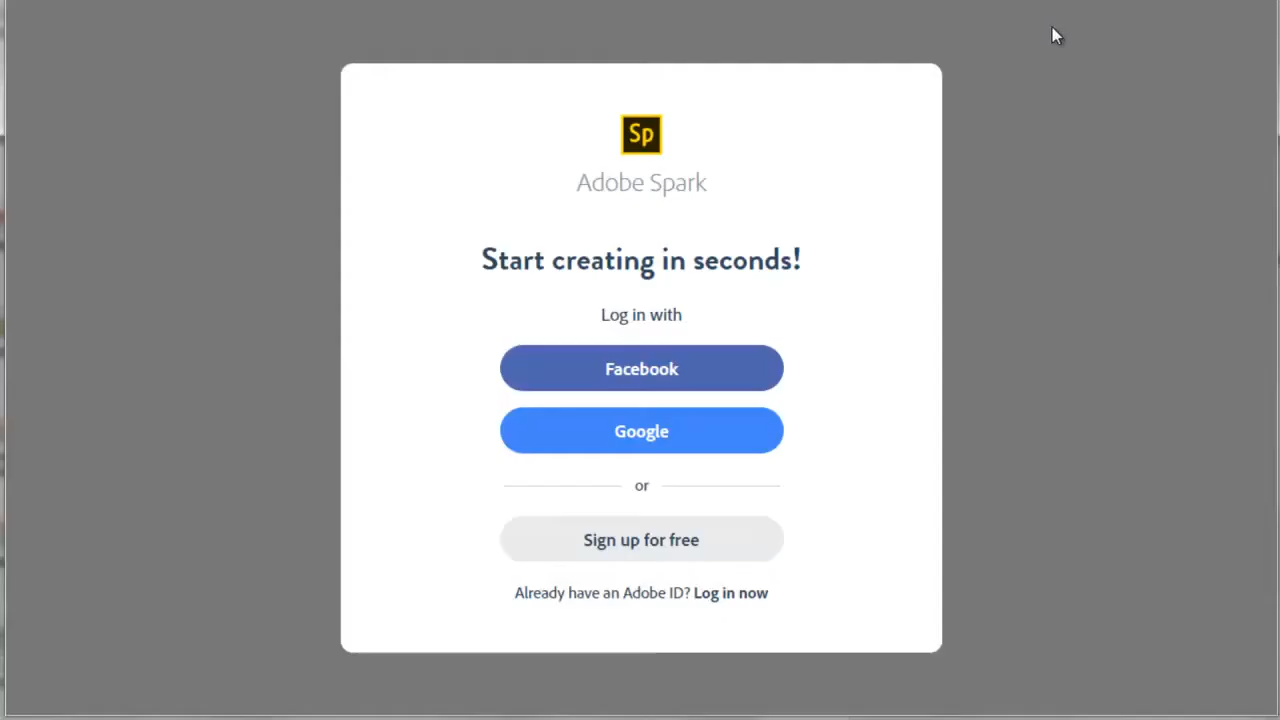 Sp
Adobe Spark
Start creating in seconds!
Log in with
Facebook
Google
or
Sign up for free
Already have an Adobe ID? Log in now